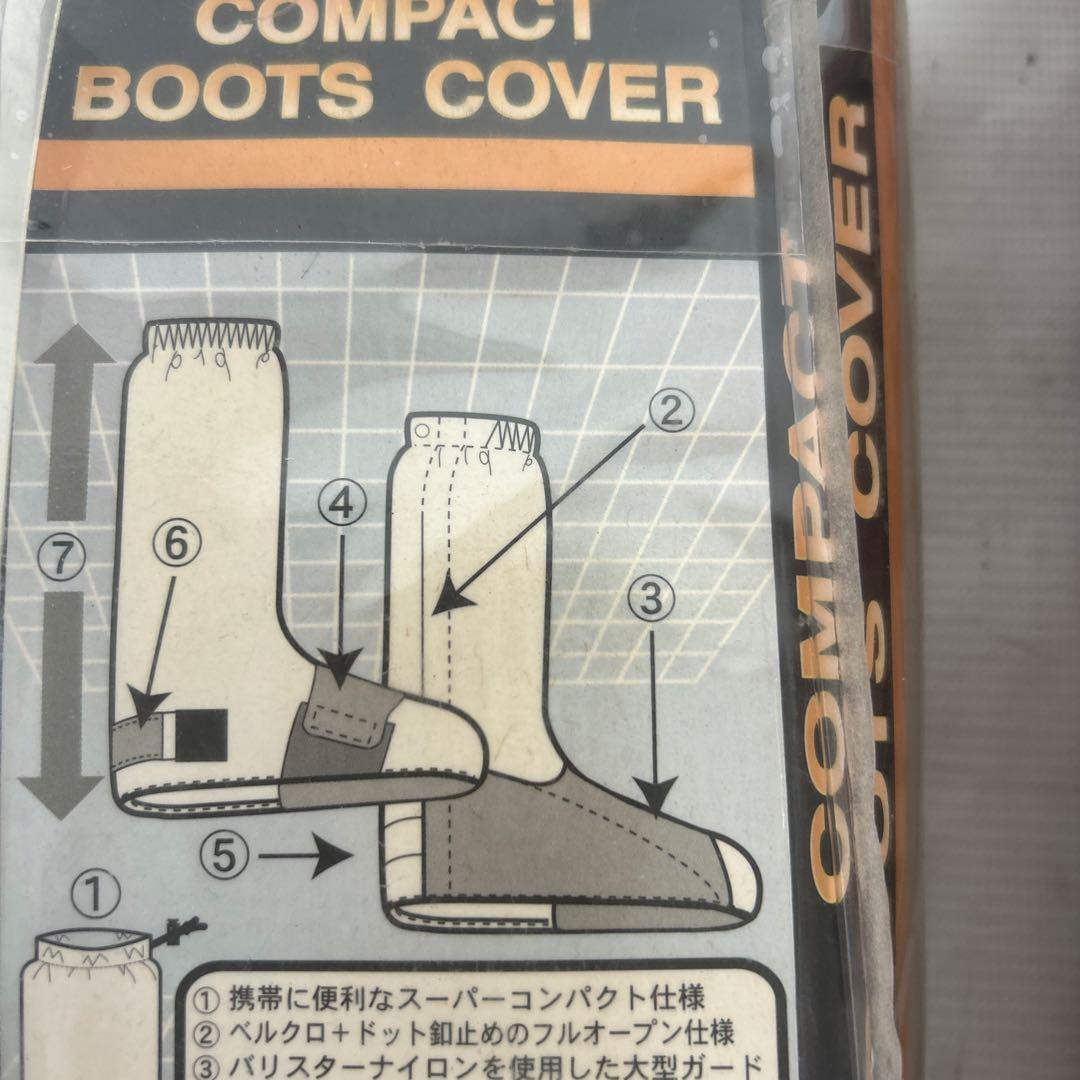 COMPACT
BOOTS COVER
COMPACT
COVER
②
④
⑥
⑦
③
⑤
①
① 携帯に便利なスーパーコンパクト仕様
② ベルクロ+ドット釦止めのフルオープン仕様
③ バリスターナイロンを使用した大型ガード